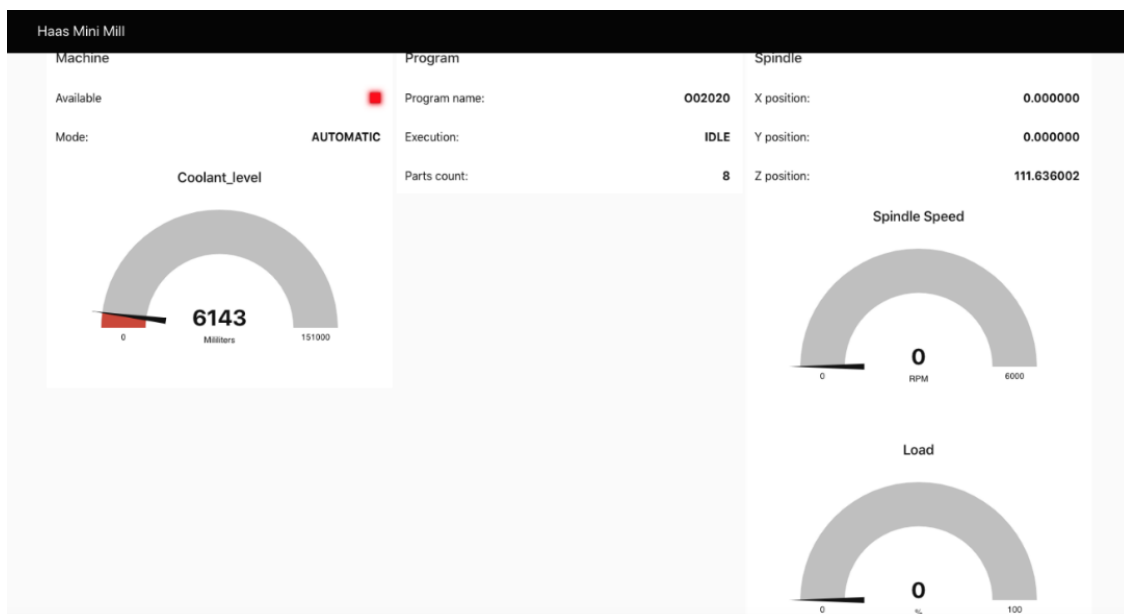 Haas Mini Mill
Machine
Available
Mode: AUTOMATIC
Coolant_level
6143
Mililiters
0 151000
Program
Program name: O02020
Execution: IDLE
Parts count: 8
Spindle
X position: 0.000000
Y position: 0.000000
Z position: 111.636002
Spindle Speed
0
RPM
0 6000
Load
0
%
0 100